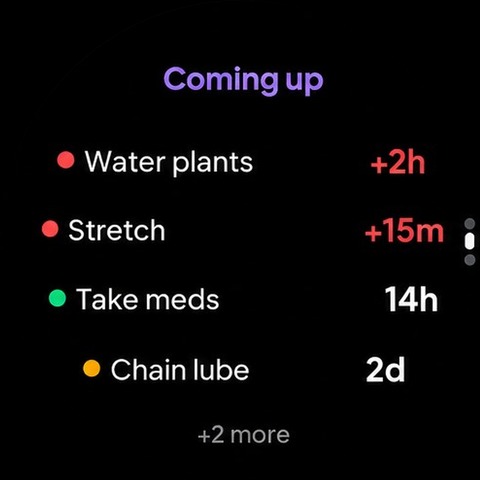 Coming up
Water plants +2h
Stretch +15m
Take meds 14h
Chain lube 2d
+2 more